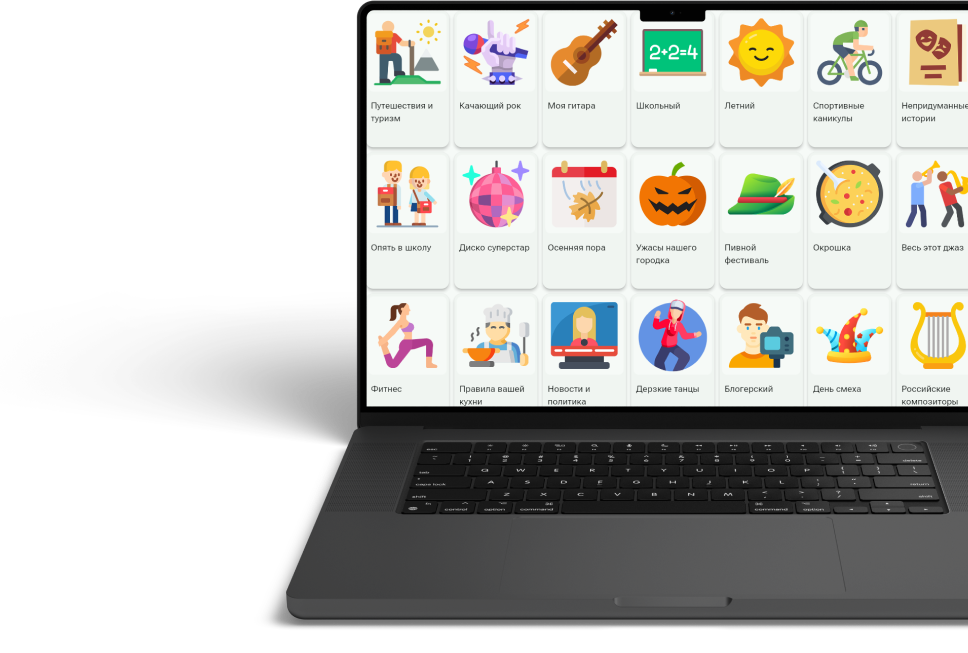 2+2=4
Путешествия и
туризм
Качающий рок
Моя гитара
Школьный
Летний
Спортивные
каникулы
Непридуманные
истории
Опять в школу
Диско суперстар
Осенняя пора
Ужасы нашего
городка
Пивной
фестиваль
Окрошка
Весь этот джаз
Фитнес
Правила вашей
кухни
Новости и
политика
Дерзкие танцы
Блогерский
День смеха
Российские
композиторы
delete
tab
Q W E R T Y U I O P
caps lock
A S D F G H J K L
return
shift
Z X C V B N M
shift
fn
control
option
command
command
option